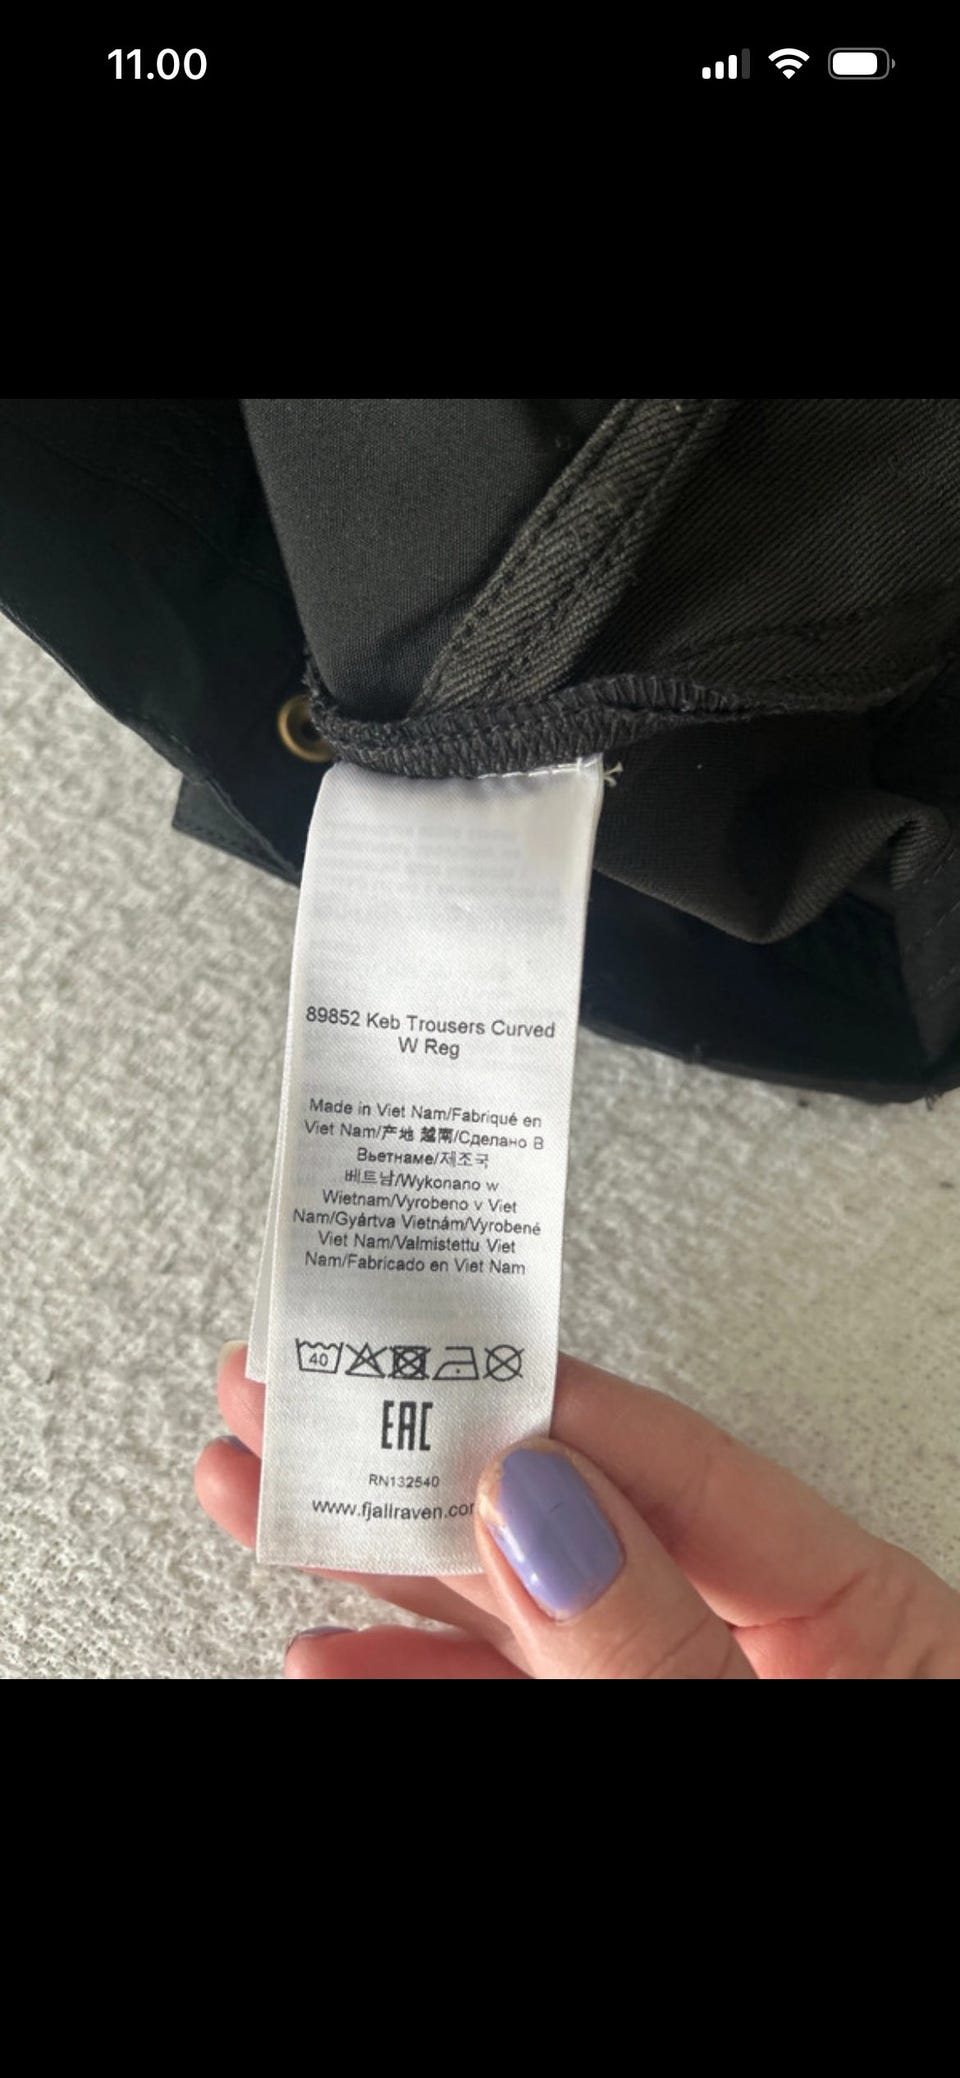 11.00
89852 Keb Trousers Curved
W Reg
Made in Viet Nam/Fabriqué en
Viet Nam/产地 越南/Сделано В
Вьетнаме/제조국
베트남/Wykonano w
Wietnam/Vyrobeno v Viet
Nam/Gyártva Vietnám/Vyrobené
Viet Nam/Valmistettu Viet
Nam/Fabricado en Viet Nam
40
EAC
RN132540
www.fjallraven.cor